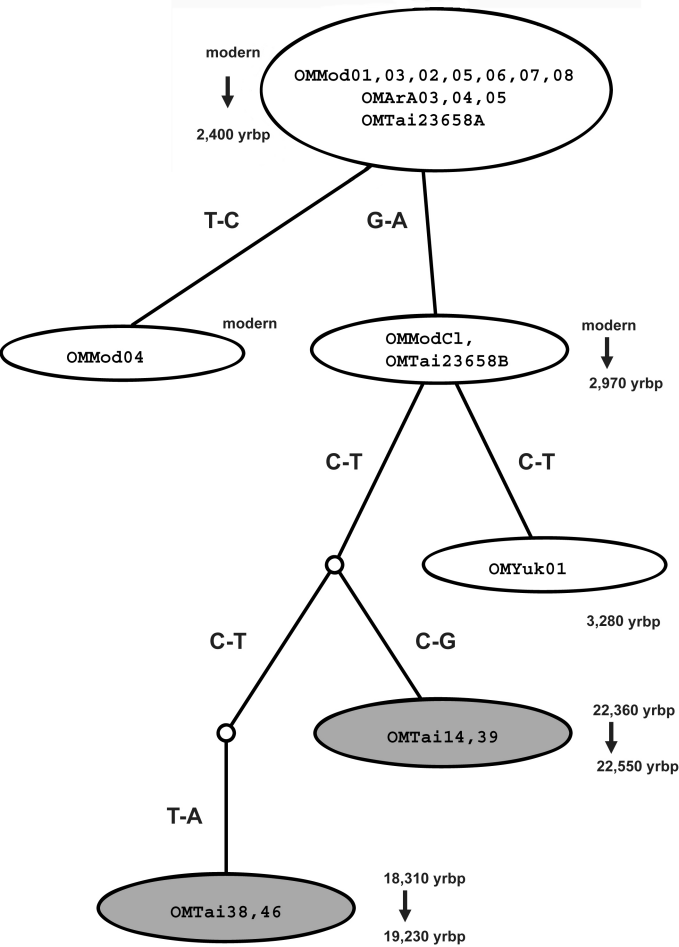 modern
OMMod01,03,02,05,06,07,08
OMArA03,04,05
OMTai23658A
2,400 yrbp
T-C
G-A
modern
OMMod04
modern
OMModCl,
OMTai23658B
2,970 yrbp
C-T
C-T
OMYuk01
3,280 yrbp
C-T
C-G
22,360 yrbp
OMTai14,39
22,550 yrbp
T-A
18,310 yrbp
OMTai38,46
19,230 yrbp